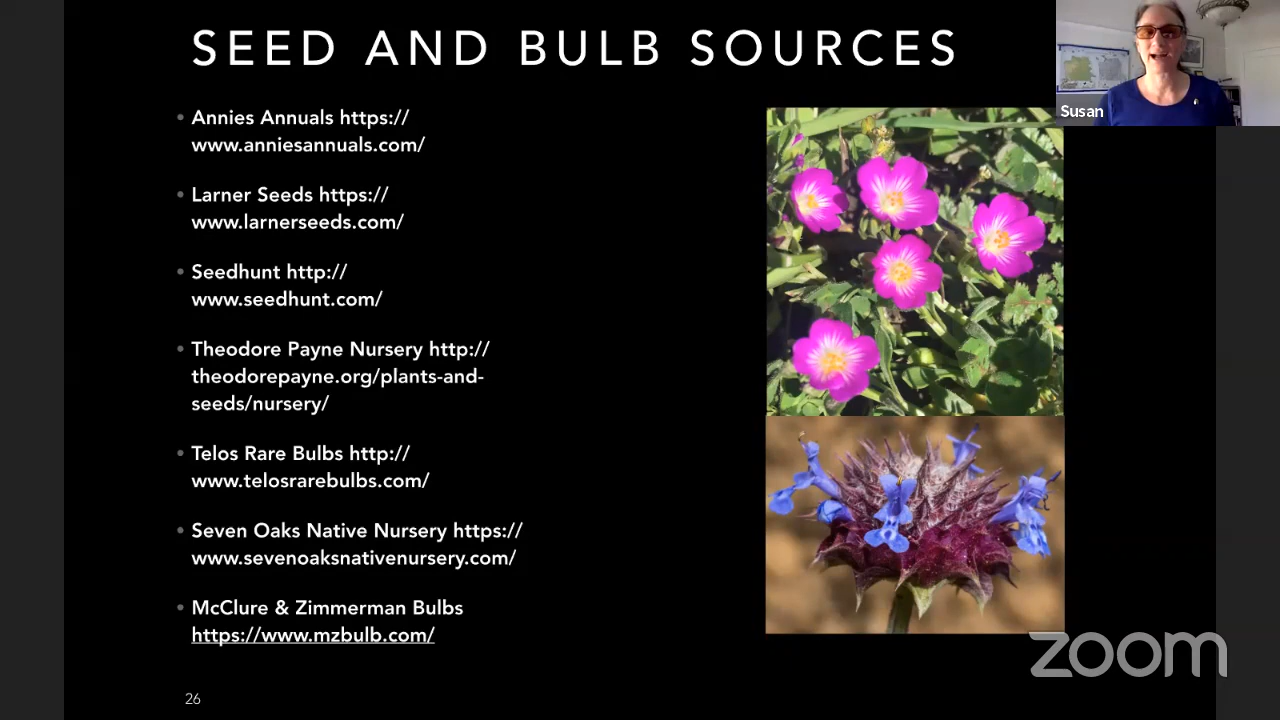 SEED AND BULB SOURCES
Susan
• Annies Annuals https://
www.anniesannuals.com/
• Larner Seeds https://
www.larnerseeds.com/
• Seedhunt http://
www.seedhunt.com/
• Theodore Payne Nursery http://
theodorepayne.org/plants-and-
seeds/nursery/
• Telos Rare Bulbs http://
www.telosrarebulbs.com/
• Seven Oaks Native Nursery https://
www.sevenoaksnativenursery.com/
• McClure & Zimmerman Bulbs
https://www.mzbulb.com/
zoom
26